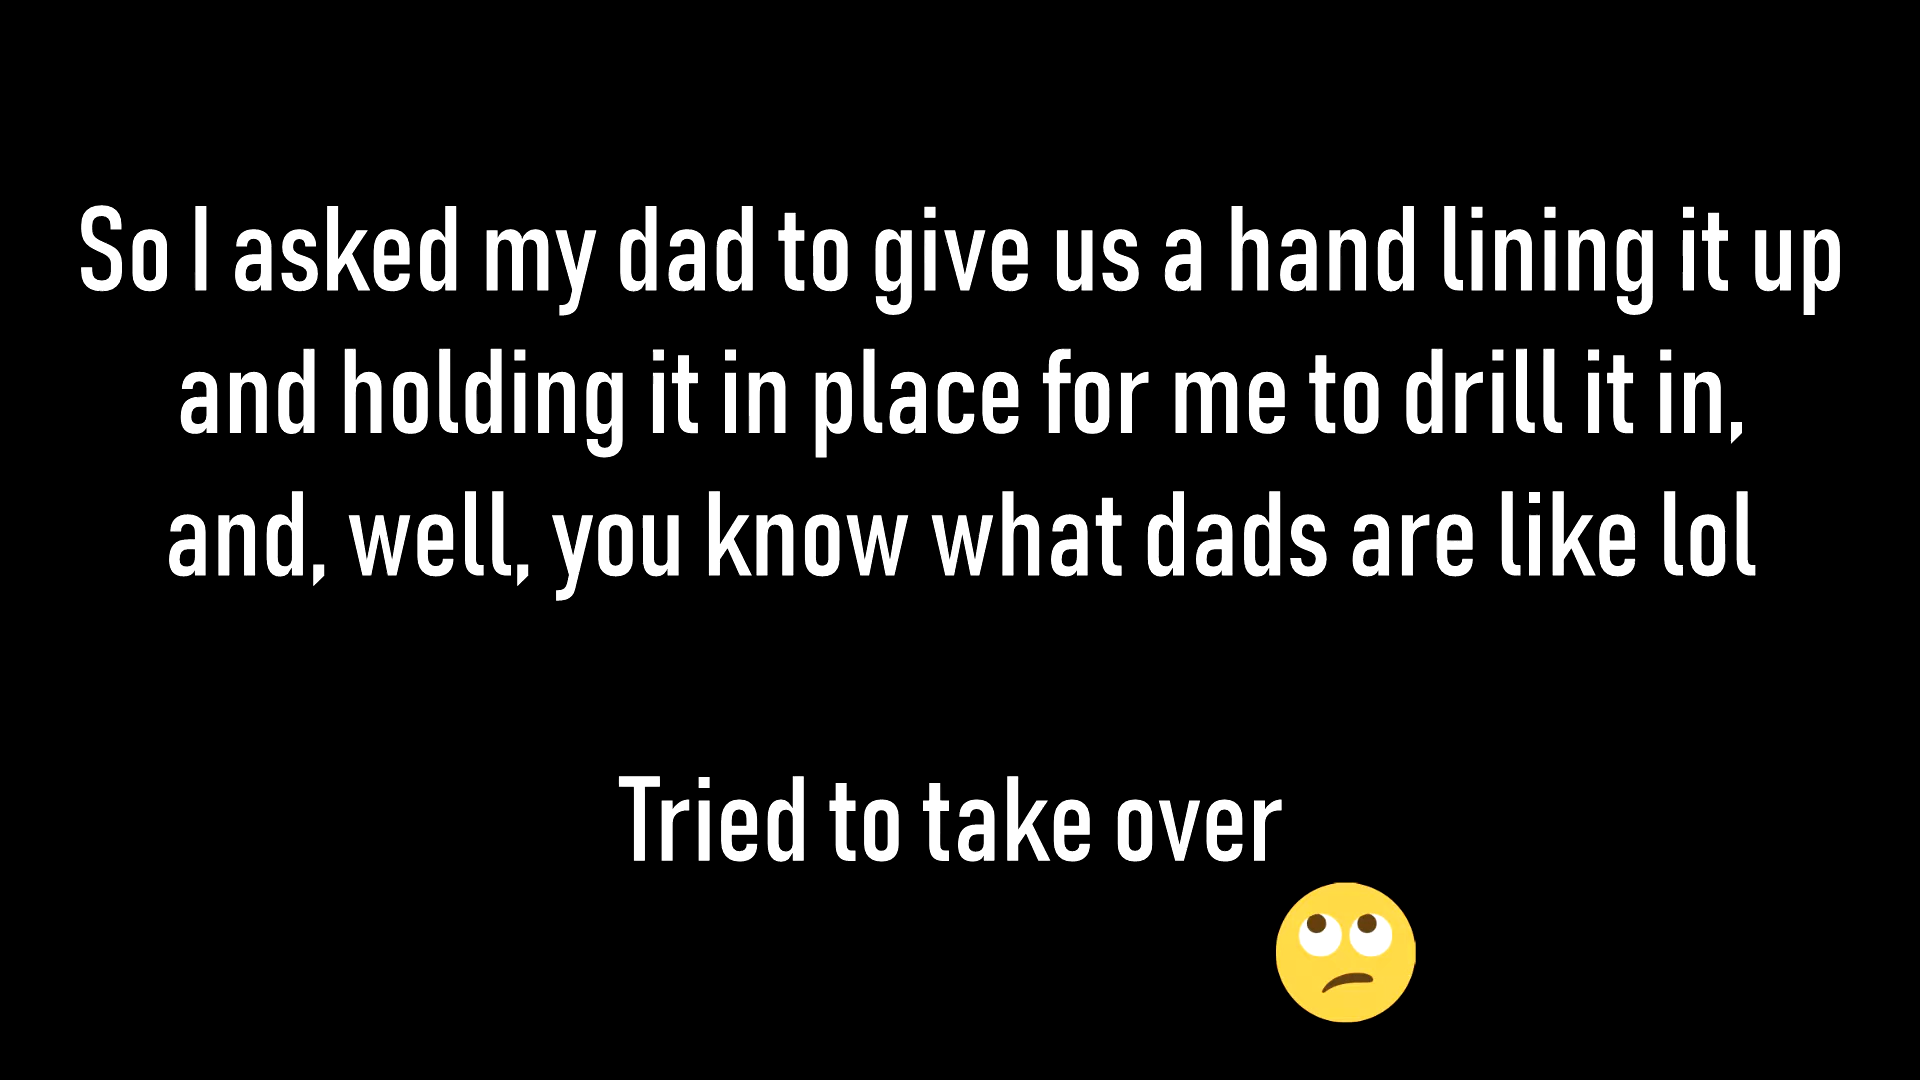 So I asked my dad to give us a hand lining it up
and holding it in place for me to drill it in,
and, well, you know what dads are like lol
Tried to take over